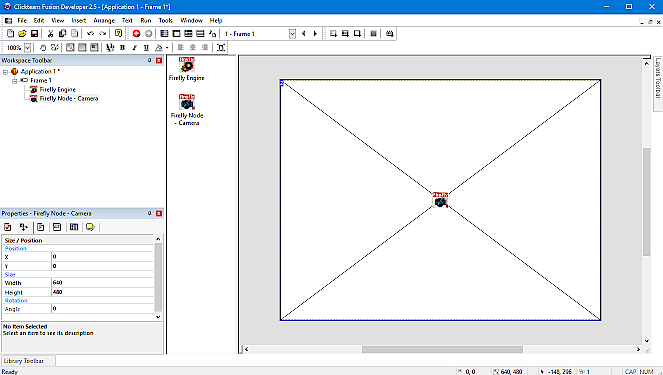 Clickteam Fusion Developer 2.5 - [Application 1 - Frame 1*]
File Edit View Insert Arrange Text Run Tools Window Help
1 - Frame 1
100%
B I U
Workspace Toolbar
Application 1 *
Frame 1
Firefly Engine
Firefly Node - Camera
Firefly Engine
Firefly Node - Camera
Layers Toolbar
Properties - Firefly Node - Camera
Size / Position
Position
X 0
Y 0
Size
Width 640
Height 480
Rotation
Angle 0
No Item Selected
Select an item to see its description
Library Toolbar
Ready 0, 0 640, 480 -148, 296 1 CAP NUM